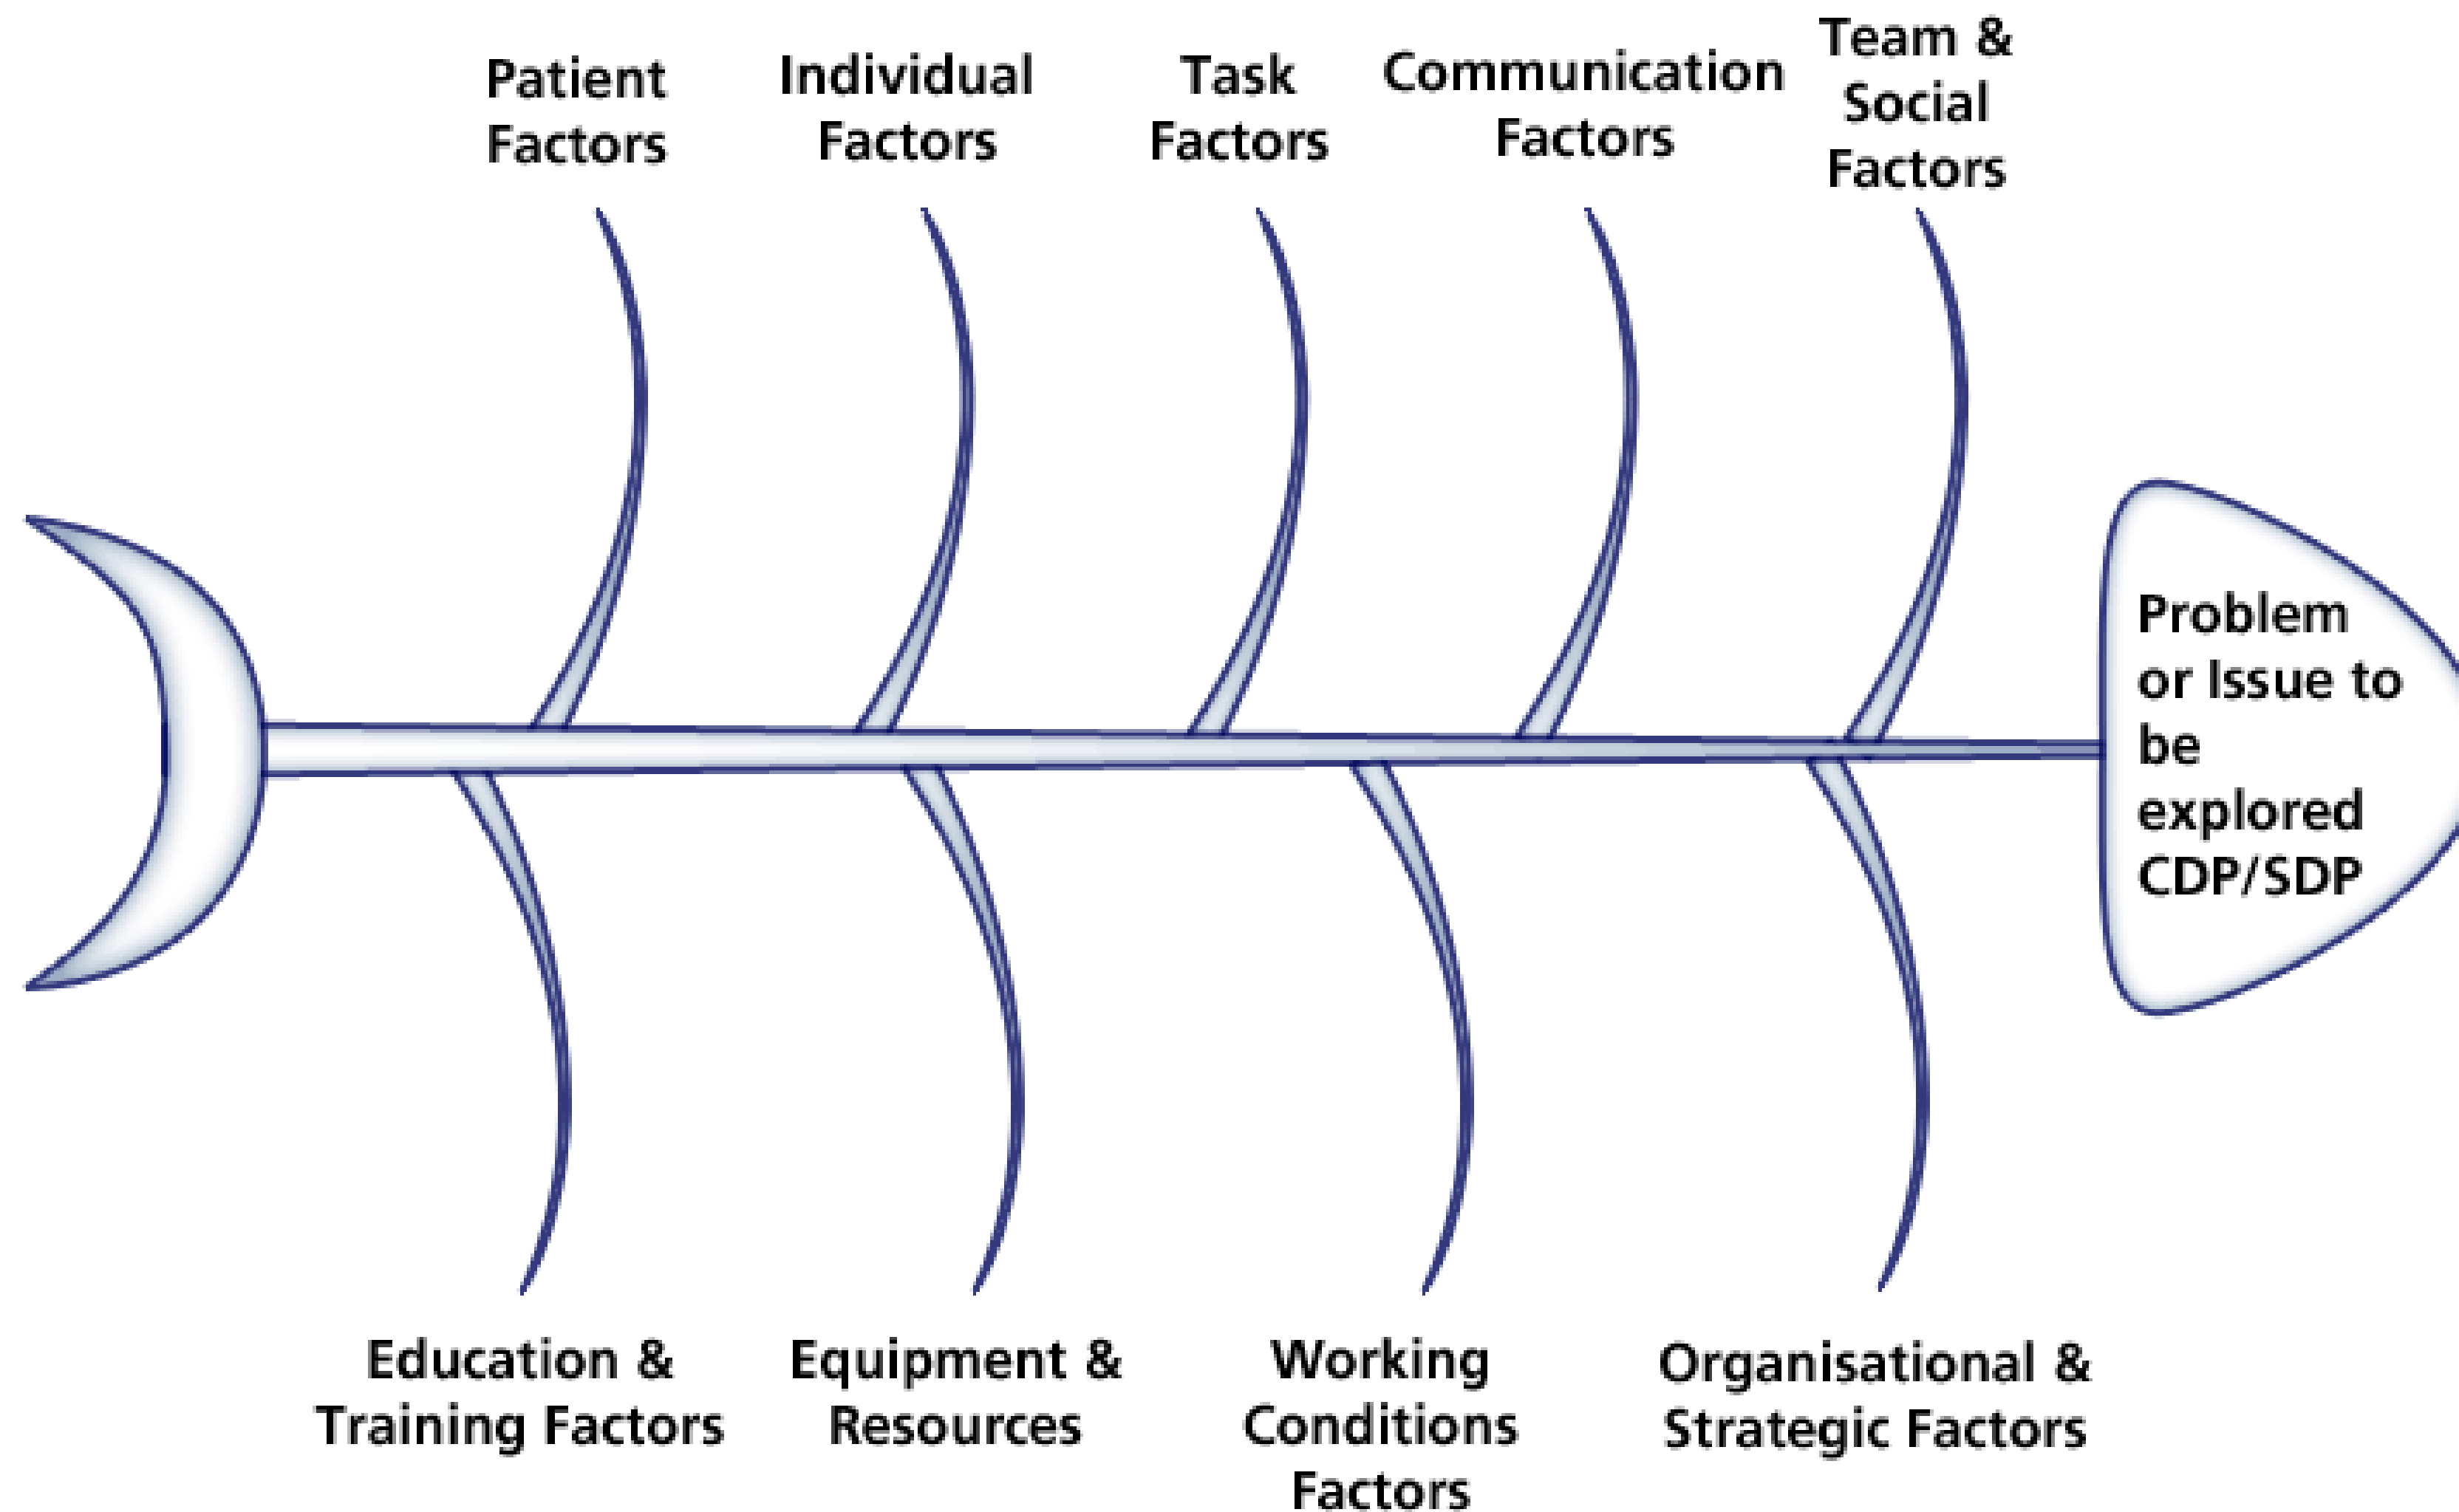 Patient
Factors
Individual
Factors
Task
Factors
Communication
Factors
Team &
Social
Factors
Problem
or Issue to
be
explored
CDP/SDP
Education &
Training Factors
Equipment &
Resources
Working
Conditions
Factors
Organisational &
Strategic Factors